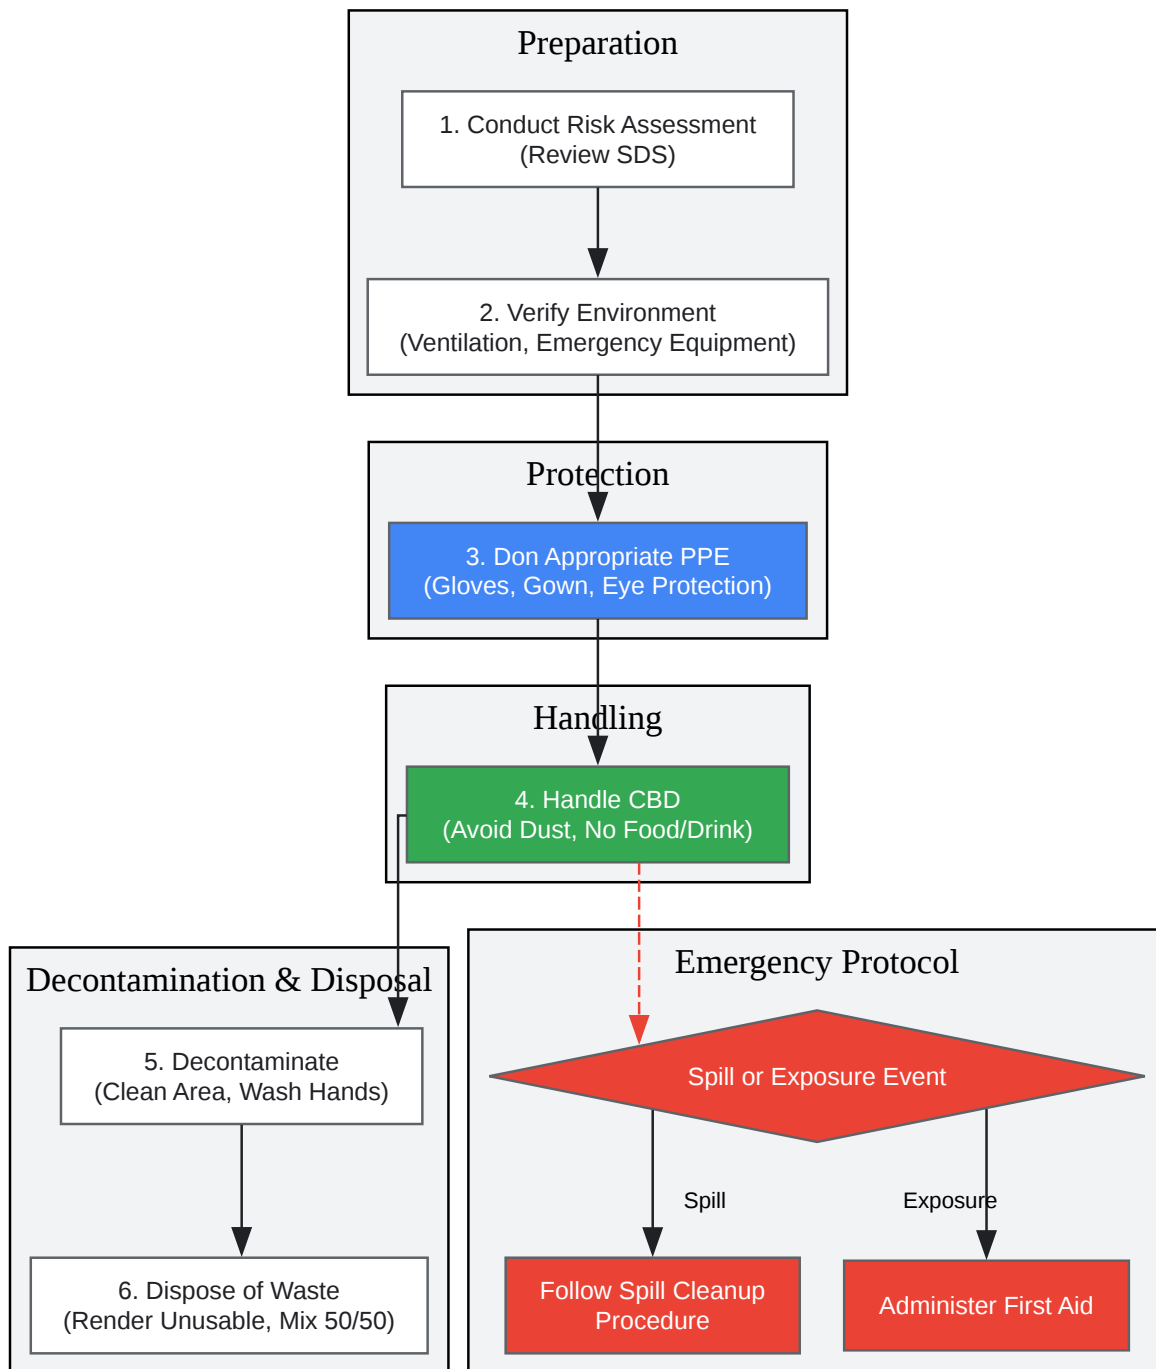 Preparation
1. Conduct Risk Assessment
(Review SDS)
2. Verify Environment
(Ventilation, Emergency Equipment)
Protection
3. Don Appropriate PPE
(Gloves, Gown, Eye Protection)
Handling
4. Handle CBD
(Avoid Dust, No Food/Drink)
Decontamination & Disposal
5. Decontaminate
(Clean Area, Wash Hands)
6. Dispose of Waste
(Render Unusable, Mix 50/50)
Emergency Protocol
Spill or Exposure Event
Spill
Exposure
Follow Spill Cleanup
Procedure
Administer First Aid